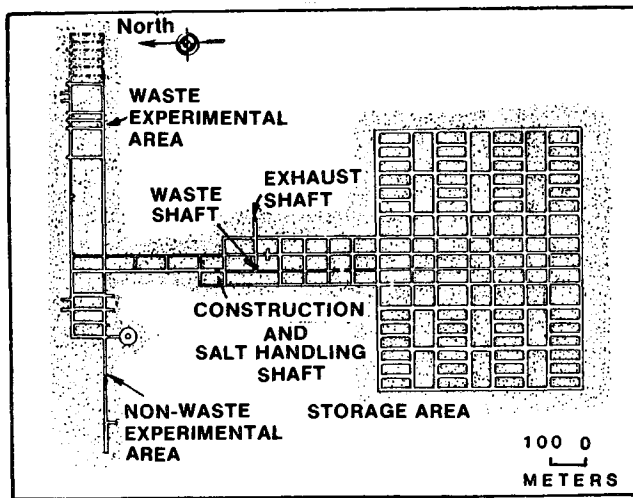 North
WASTE
EXPERIMENTAL
AREA
EXHAUST
SHAFT
WASTE
SHAFT
CONSTRUCTION
AND
SALT HANDLING
SHAFT
NON-WASTE
EXPERIMENTAL
AREA
STORAGE AREA
100 0
METERS